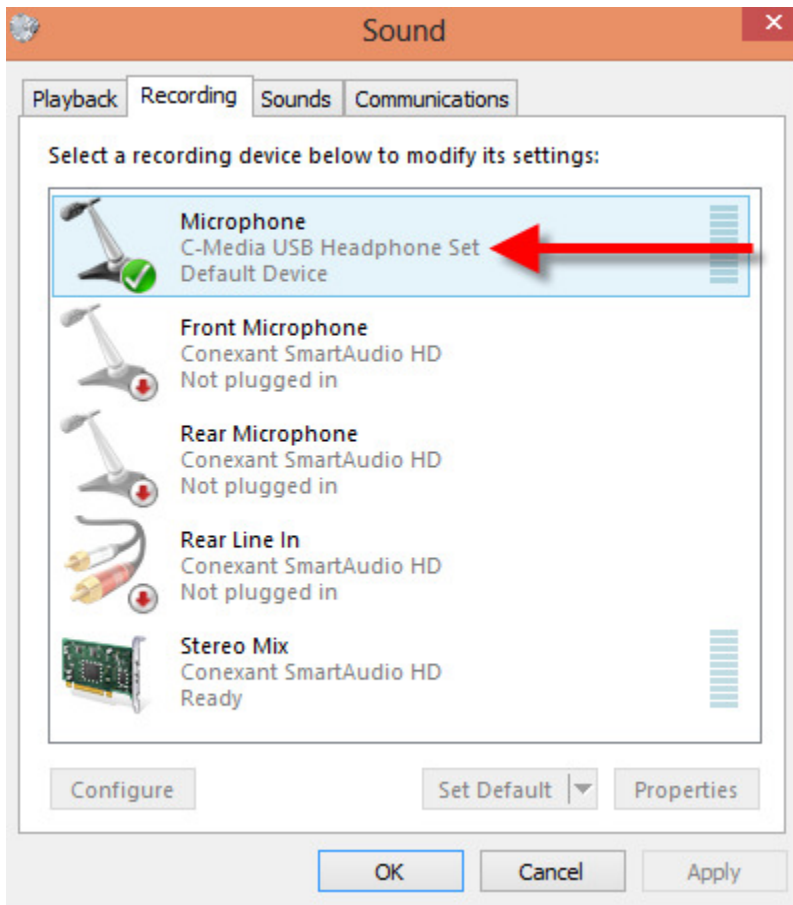 Sound
Playback Recording Sounds Communications
Select a recording device below to modify its settings:
Microphone
C-Media USB Headphone Set
Default Device
Front Microphone
Conexant SmartAudio HD
Not plugged in
Rear Microphone
Conexant SmartAudio HD
Not plugged in
Rear Line In
Conexant SmartAudio HD
Not plugged in
Stereo Mix
Conexant SmartAudio HD
Ready
Configure Set Default Properties
OK Cancel Apply